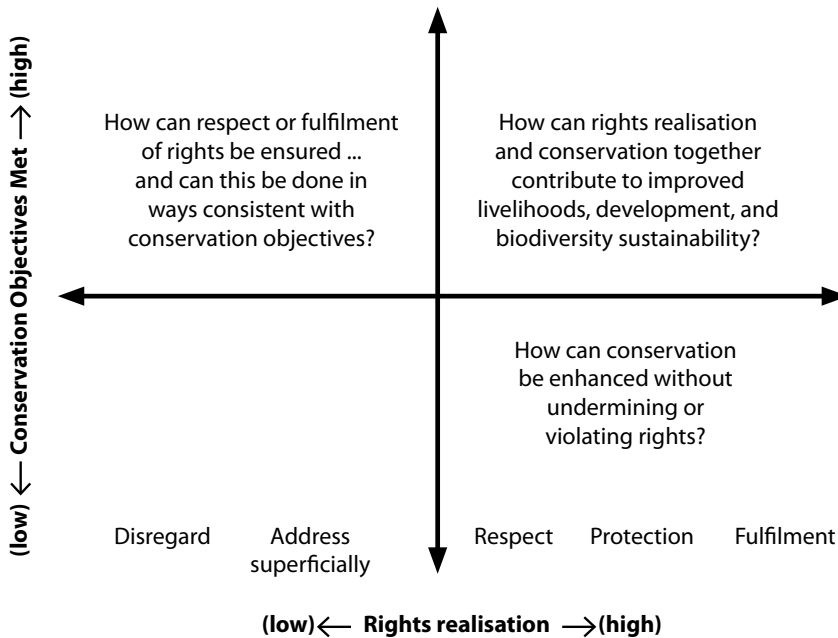 (low) ← Conservation Objectives Met → (high)
How can respect or fulfilment
of rights be ensured ...
and can this be done in
ways consistent with
conservation objectives?
How can rights realisation
and conservation together
contribute to improved
livelihoods, development, and
biodiversity sustainability?
How can conservation
be enhanced without
undermining or
violating rights?
Disregard
Address
superficially
Respect
Protection
Fulfilment
(low) ← Rights realisation → (high)